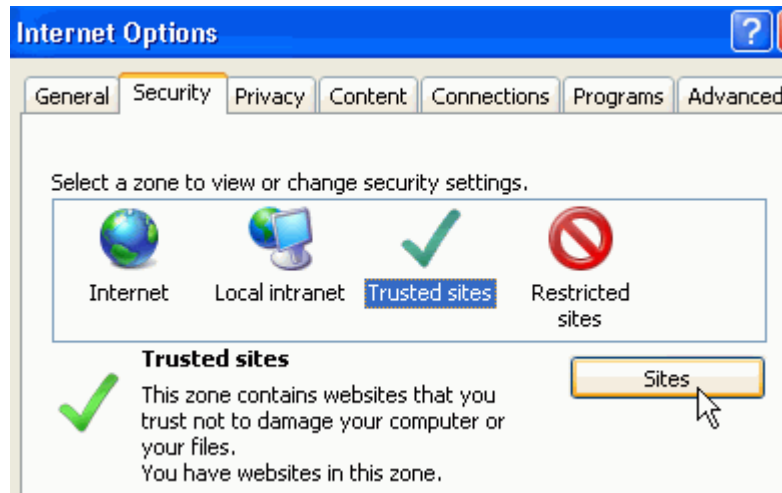 Internet Options
?
General Security Privacy Content Connections Programs Advanced
Select a zone to view or change security settings.
Internet Local intranet Trusted sites Restricted
sites
Trusted sites
Sites
This zone contains websites that you
trust not to damage your computer or
your files.
You have websites in this zone.